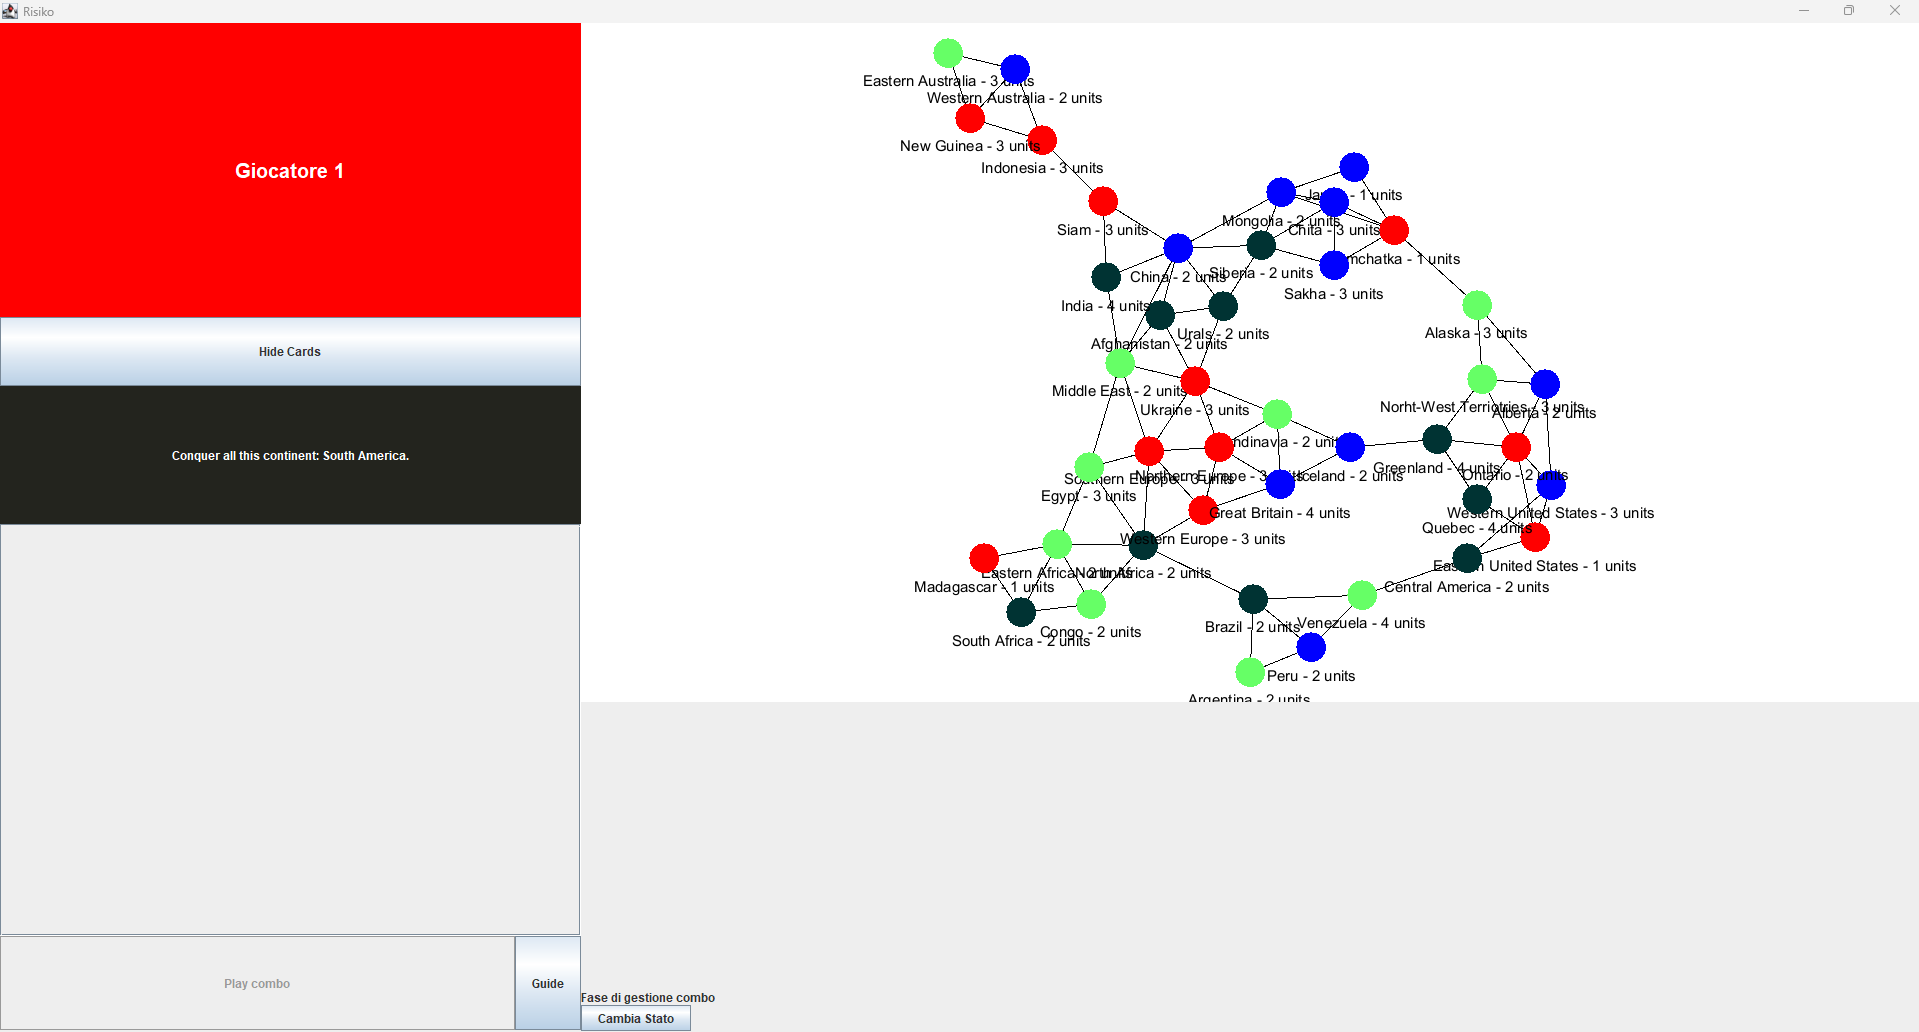 Risiko
Giocatore 1
Hide Cards
Conquer all this continent: South America.
Play combo
Guide
Fase di gestione combo
Cambia Stato
Eastern Australia - 3 units
Western Australia - 2 units
New Guinea - 3 units
Indonesia - 3 units
Siam - 3 units
- 1 units
Mongolia - 2 units
Chita - 3 units
mchatka - 1 units
China - 2 units
Siberia - 2 units
Sakha - 3 units
India - 4 units
Urals - 2 units
Afghanistan - 2 units
Alaska - 3 units
Middle East - 2 units
Ukraine - 3 units
Norht-West Terriotries - 3 units
Alberta - 2 units
ndinavia - 2 units
Southern Europe - 3 units
Northern Europe - 3 units
Iceland - 2 units
Greenland - 4 units
Ontario - 2 units
Egypt - 3 units
Great Britain - 4 units
Western United States - 3 units
Quebec - 4 units
Western Europe - 3 units
Eastern United States - 1 units
Eastern Africa - 2 units
North Africa - 2 units
Madagascar - 1 units
Central America - 2 units
Congo - 2 units
South Africa - 2 units
Brazil - 2 units
Venezuela - 4 units
Peru - 2 units
Argentina - 2 units